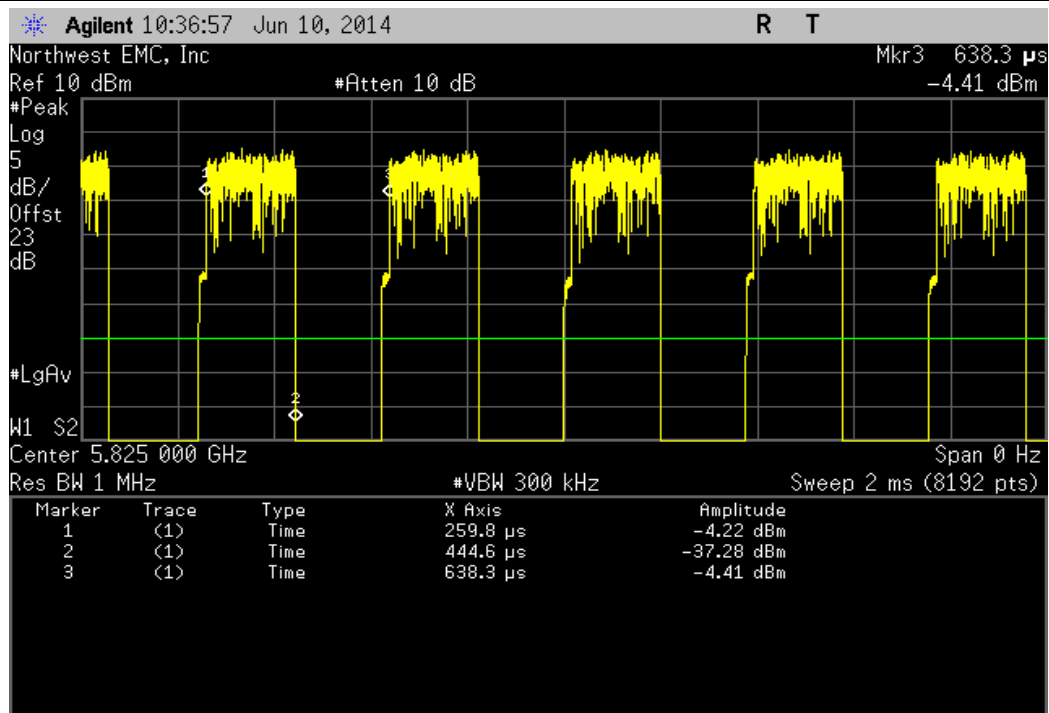 Agilent 10:36:57 Jun 10, 2014 R T
Northwest EMC, Inc Mkr3 638.3 µs
Ref 10 dBm #Atten 10 dB -4.41 dBm
#Peak
Log
5
dB/
Offst
23
dB
1
3
2
#LgAv
W1 S2
Center 5.825 000 GHz Span 0 Hz
Res BW 1 MHz #VBW 300 kHz Sweep 2 ms (8192 pts)
Marker Trace Type X Axis Amplitude
1 (1) Time 259.8 µs -4.22 dBm
2 (1) Time 444.6 µs -37.28 dBm
3 (1) Time 638.3 µs -4.41 dBm